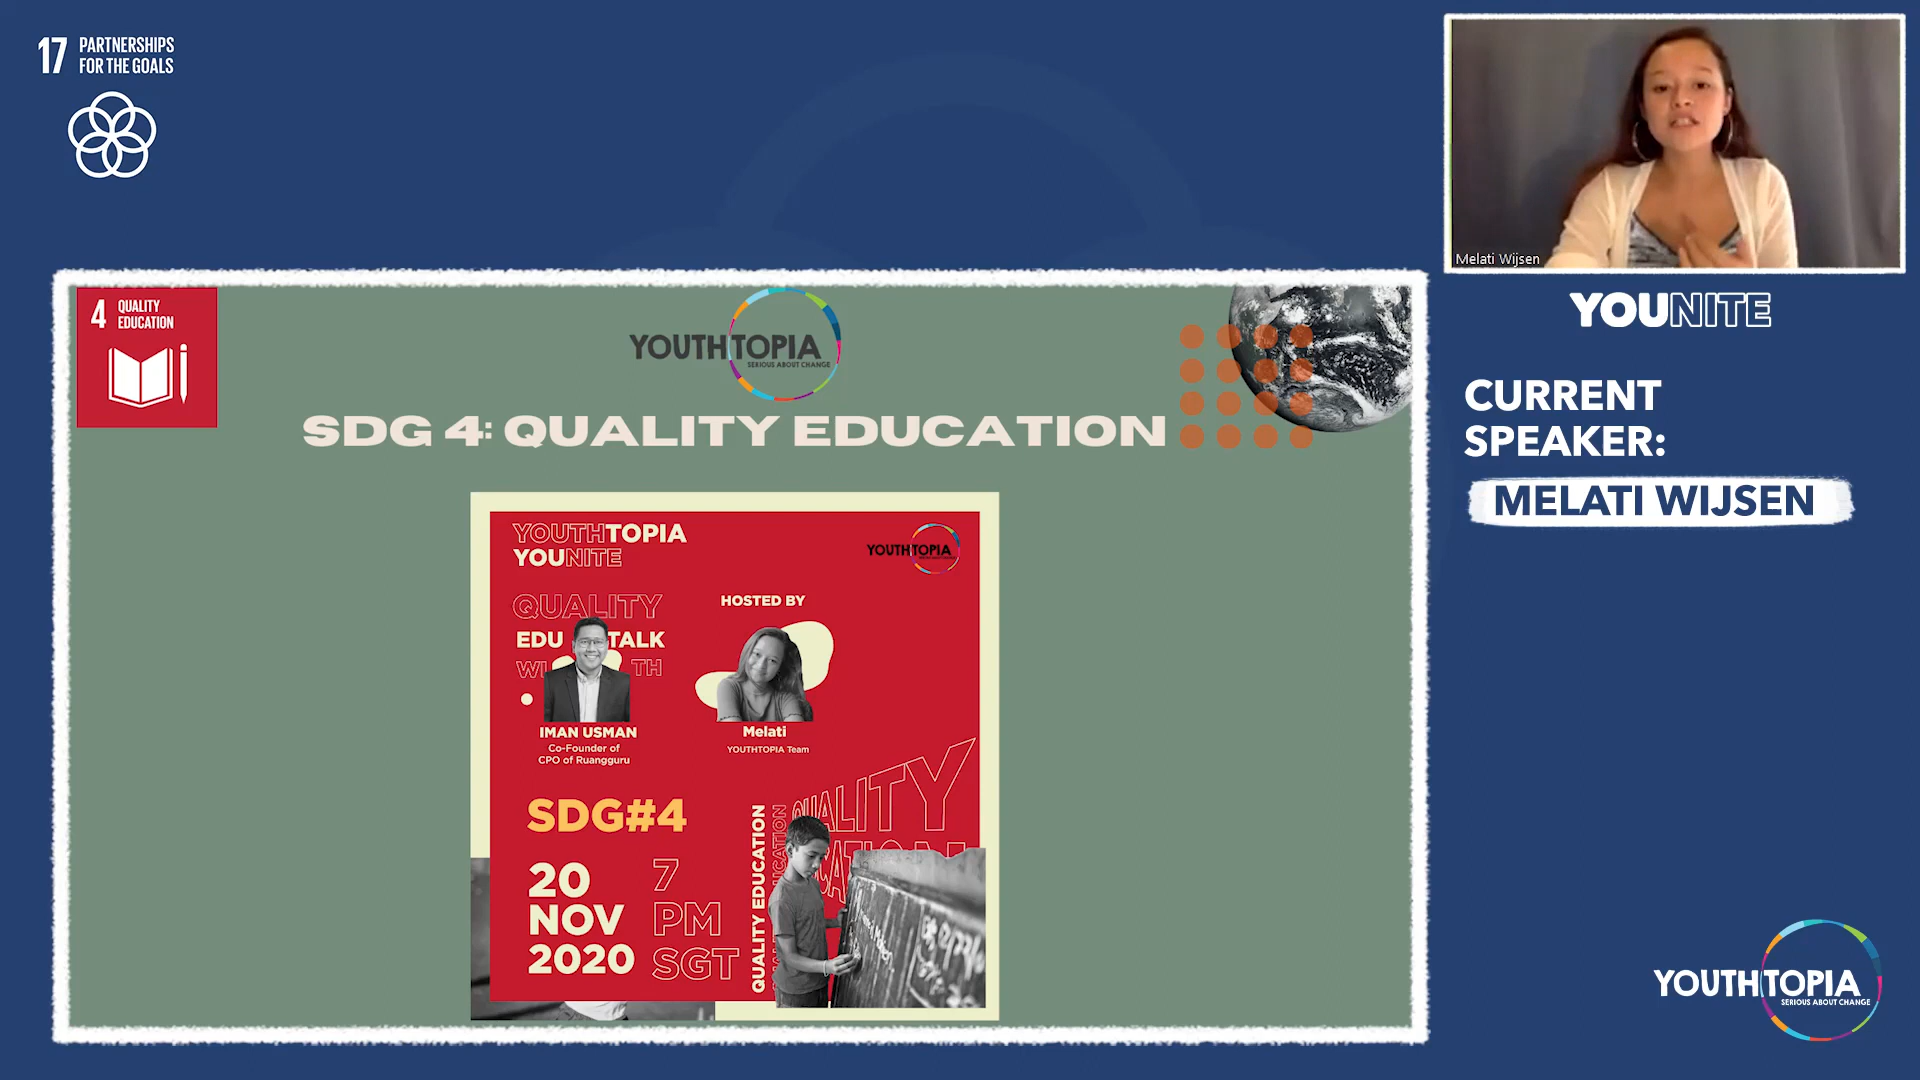 17 PARTNERSHIPS
FOR THE GOALS
Melati Wijsen
YOUNITE
CURRENT
SPEAKER:
MELATI WIJSEN
4 QUALITY
EDUCATION
YOUTHTOPIA
SERIOUS ABOUT CHANGE
SDG 4: QUALITY EDUCATION
YOUTHTOPIA
YOUNITE
YOUTHTOPIA
QUALITY
EDU TALK
WI TH
HOSTED BY
IMAN USMAN
Co-Founder of
CPO of Ruangguru
Melati
YOUTHTOPIA Team
SDG#4
20
NOV
2020
7
PM
SGT
QUALITY EDUCATION
QUALITY
YOUTHTOPIA
SERIOUS ABOUT CHANGE